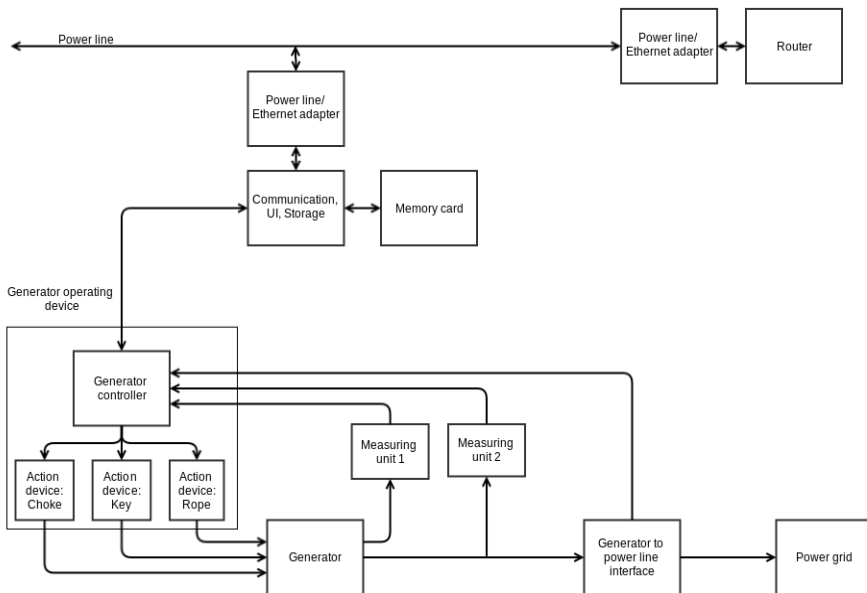 Power line
Power line/
Ethernet adapter
Router
Power line/
Ethernet adapter
Communication,
UI, Storage
Memory card
Generator operating
device
Generator
controller
Measuring
unit 1
Measuring
unit 2
Action
device:
Choke
Action
device:
Key
Action
device:
Rope
Generator
Generator to
power line
interface
Power grid